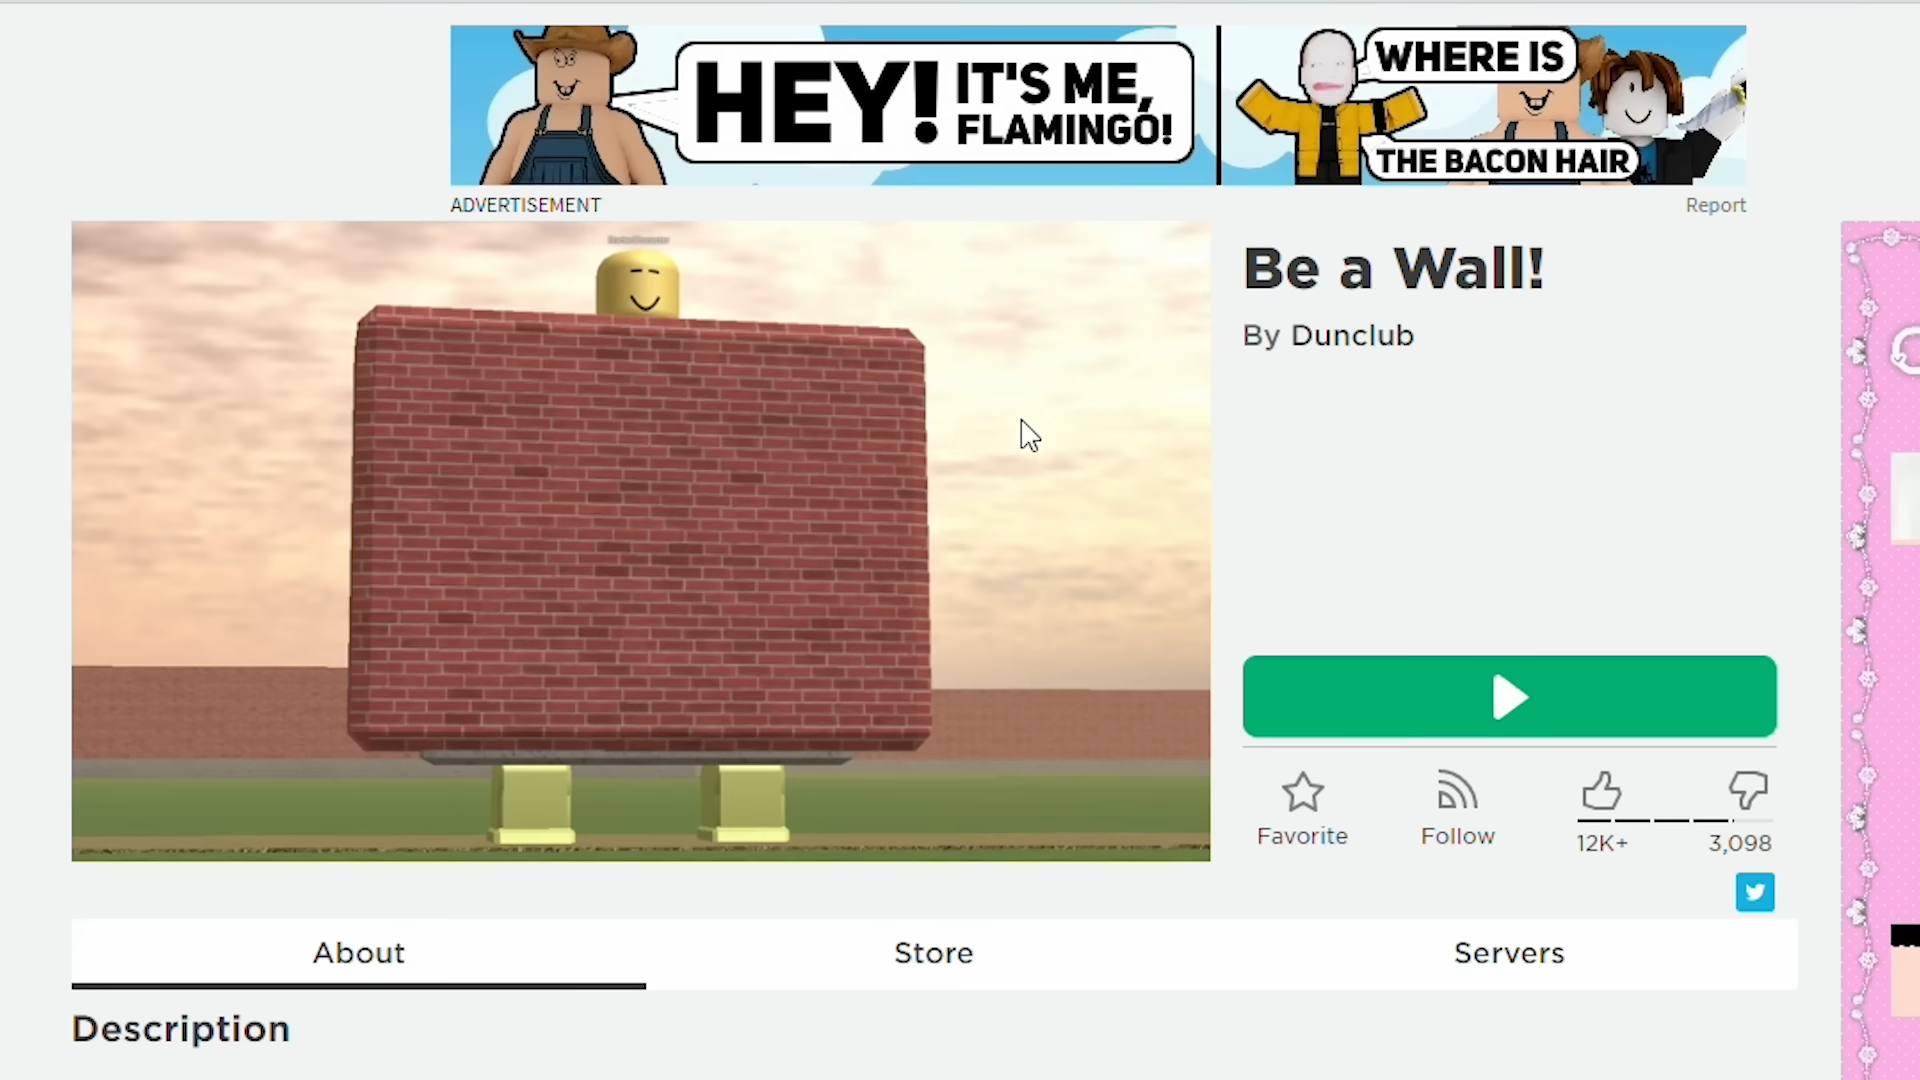 HEY! IT'S ME,
FLAMINGO!
WHERE IS
THE BACON HAIR
ADVERTISEMENT
Report
Be a Wall!
By Dunclub
Favorite
Follow
12K+
3,098
About
Store
Servers
Description